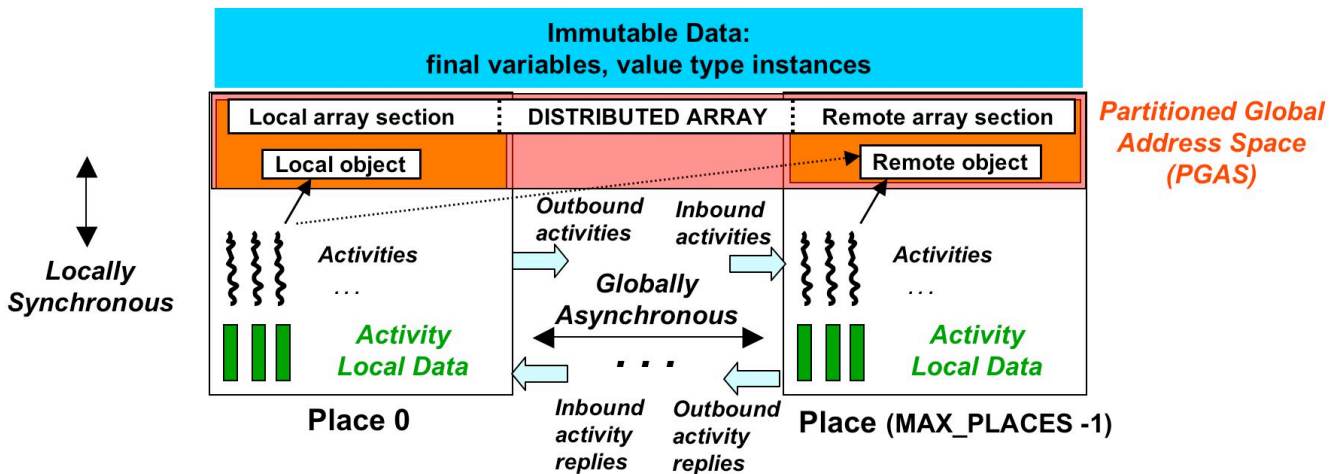 Immutable Data:
final variables, value type instances
Local array section
DISTRIBUTED ARRAY
Remote array section
Partitioned Global
Address Space
(PGAS)
Local object
Remote object
Outbound
activities
Inbound
activities
Locally
Synchronous
Activities
. . .
Globally
Asynchronous
Activities
. . .
Activity
Local Data
. . .
Activity
Local Data
Place 0
Inbound
activity
replies
Outbound
activity
replies
Place (MAX_PLACES -1)